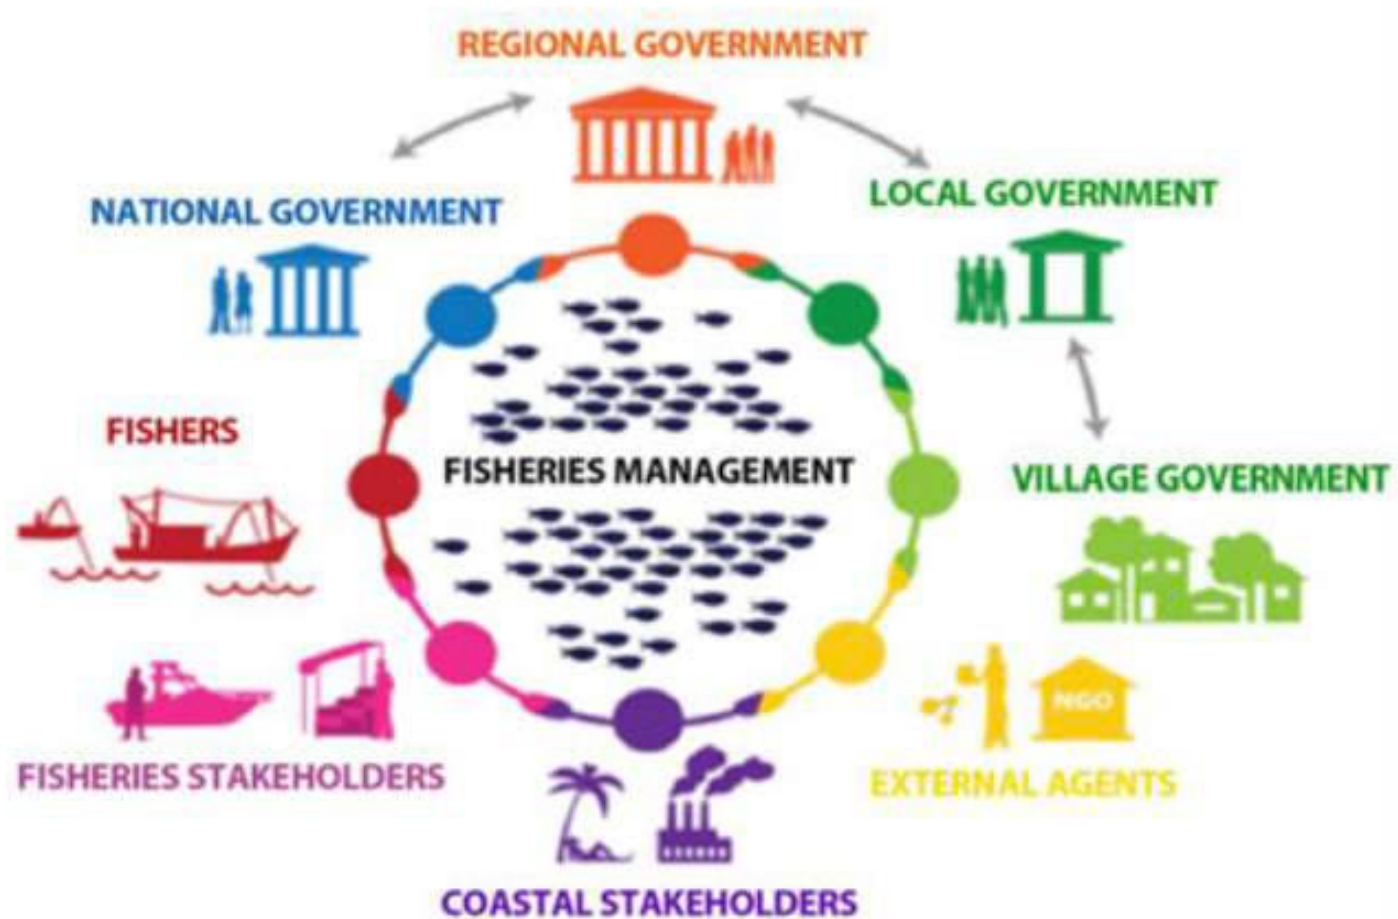 REGIONAL GOVERNMENT
NATIONAL GOVERNMENT
LOCAL GOVERNMENT
FISHERS
FISHERIES MANAGEMENT
VILLAGE GOVERNMENT
NGO
FISHERIES STAKEHOLDERS
EXTERNAL AGENTS
COASTAL STAKEHOLDERS